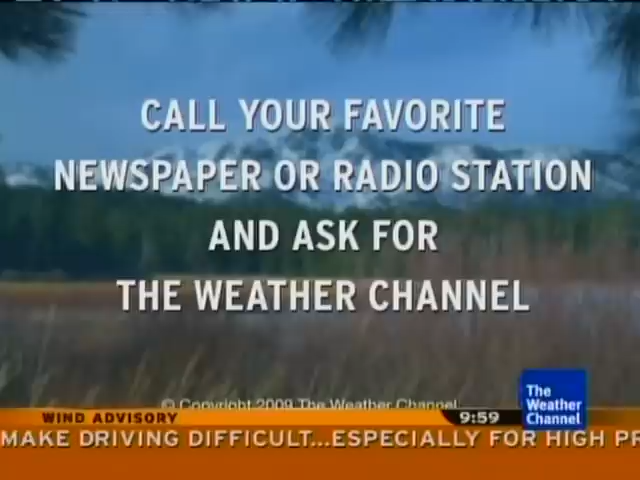 CALL YOUR FAVORITE
NEWSPAPER OR RADIO STATION
AND ASK FOR
THE WEATHER CHANNEL
© Copyright 2009 The Weather Channel
WIND ADVISORY
9:59
The
Weather
Channel
MAKE DRIVING DIFFICULT...ESPECIALLY FOR HIGH PR